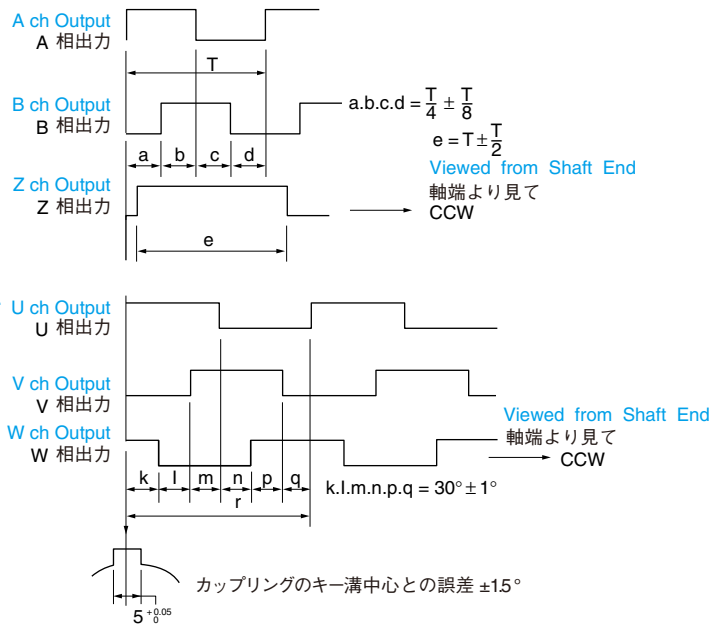 A ch Output
A 相出力
T
B ch Output
B 相出力
a.b.c.d = T/4 ± T/8
e = T ± T/2
a b c d
Viewed from Shaft End
軸端より見て
CCW
Z ch Output
Z 相出力
e
U ch Output
U 相出力
V ch Output
V 相出力
Viewed from Shaft End
軸端より見て
CCW
W ch Output
W 相出力
k l m n p q
k.l.m.n.p.q = 30°±1°
r
カップリングのキー溝中心との誤差 ±1.5°
5 +0.05 0